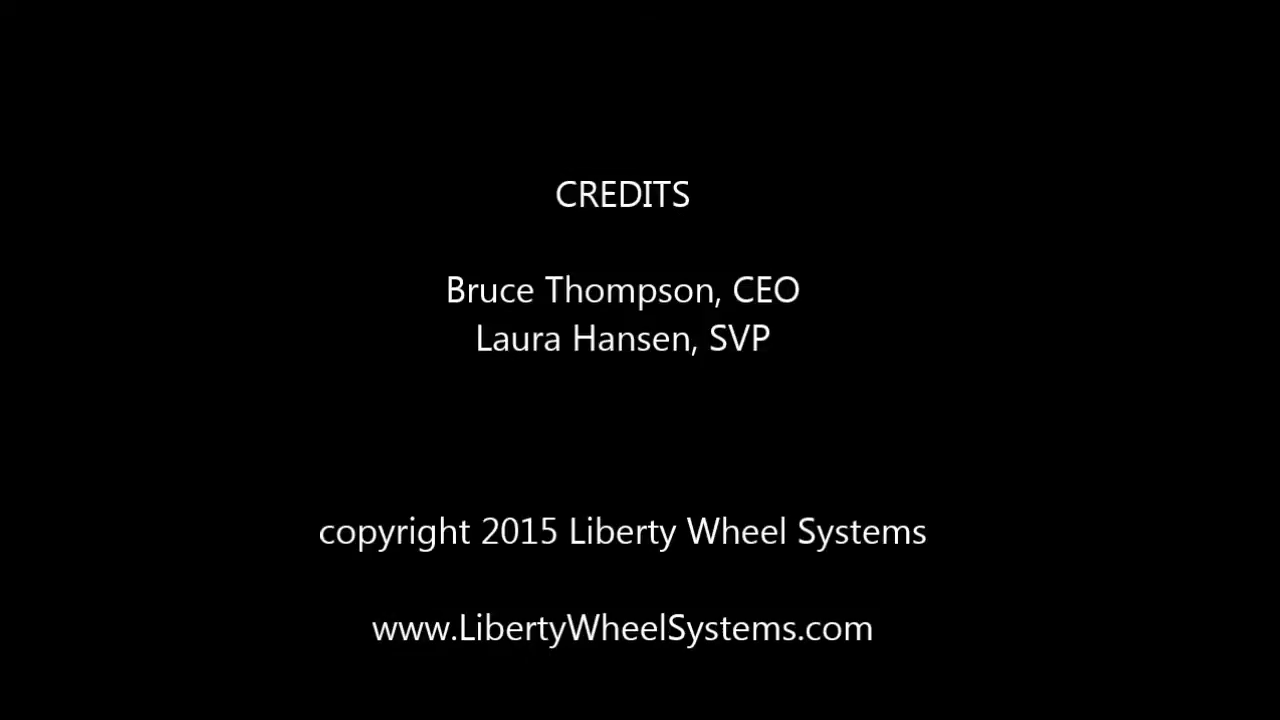 CREDITS
Bruce Thompson, CEO
Laura Hansen, SVP
copyright 2015 Liberty Wheel Systems
www.LibertyWheelSystems.com